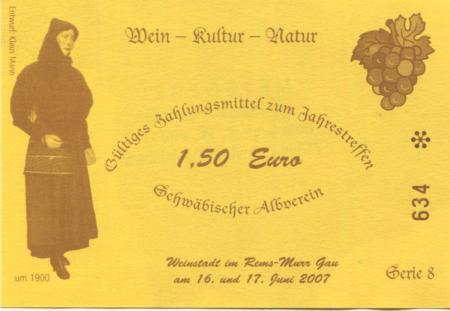 Wein – Kultur – Natur
Entwurf: Klaus Mann
Gültiges Zahlungsmittel zum Jahrestreffen
1,50 Euro
Schwäbischer Albverein
634 *
Weinstadt im Rems-Murr Gau
am 16. und 17. Juni 2007
um 1900
Serie 8